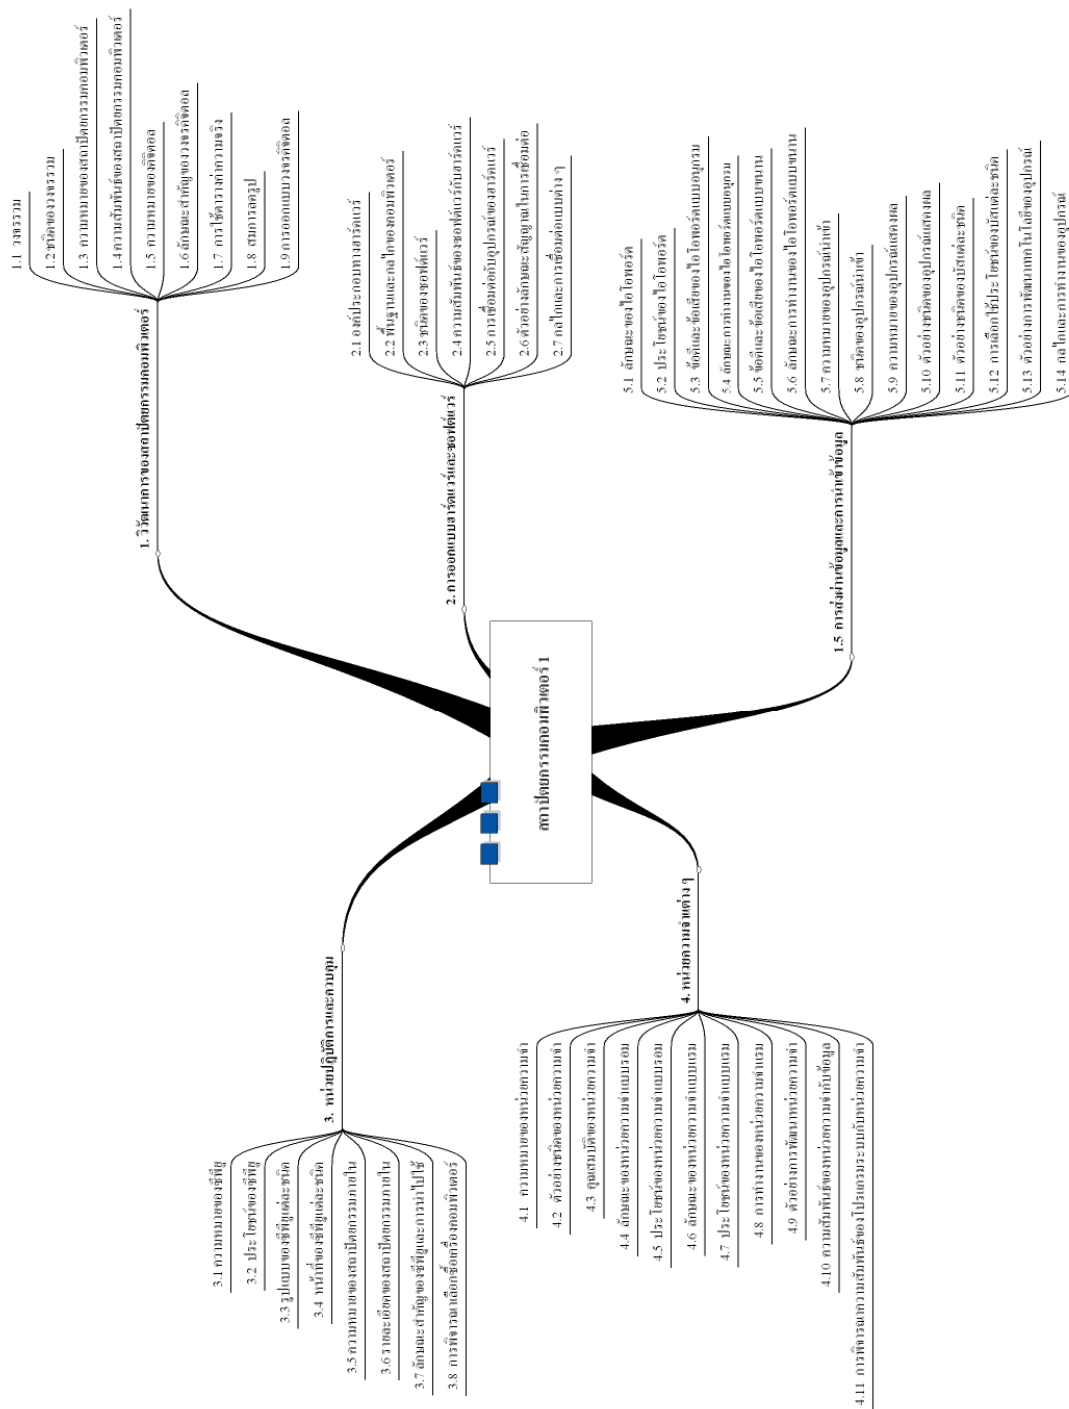 สถาปัตยกรรมคอมพิวเตอร์ 1
1. วิวัฒนาการของสถาปัตยกรรมคอมพิวเตอร์
1.1 วงจรรวม
1.2 ชนิดของวงจรรวม
1.3 ความหมายของสถาปัตยกรรมคอมพิวเตอร์
1.4 ความสัมพันธ์ของสถาปัตยกรรมคอมพิวเตอร์
1.5 ความหมายของดิจิตอล
1.6 ลักษณะสำคัญของวงจรดิจิตอล
1.7 การใช้ตารางค่าความจริง
1.8 สมการลดรูป
1.9 การออกแบบวงจรดิจิตอล
2. การออกแบบฮาร์ดแวร์และซอฟต์แวร์
2.1 องค์ประกอบทางฮาร์ดแวร์
2.2 พื้นฐานและกลไกของคอมพิวเตอร์
2.3 ชนิดของซอฟต์แวร์
2.4 ความสัมพันธ์ของซอฟต์แวร์กับฮาร์ดแวร์
2.5 การเชื่อมต่อกับอุปกรณ์ของฮาร์ดแวร์
2.6 ตัวอย่างลักษณะสัญญาณในการเชื่อมต่อ
2.7 กลไกและการเชื่อมต่อแบบต่าง ๆ
3. หน่วยปฏิบัติการและควบคุม
3.1 ความหมายของซีพียู
3.2 ประโยชน์ของซีพียู
3.3 รูปแบบของซีพียูแต่ละชนิด
3.4 หน้าที่ของซีพียูแต่ละชนิด
3.5 ความหมายของสถาปัตยกรรมภายใน
3.6 รายละเอียดของสถาปัตยกรรมภายใน
3.7 ลักษณะสำคัญของซีพียูและการนำไปใช้
3.8 การพิจารณาเลือกซื้อเครื่องคอมพิวเตอร์
4. หน่วยความจำแบบต่าง ๆ
4.1 ความหมายของหน่วยความจำ
4.2 ตัวอย่างชนิดของหน่วยความจำ
4.3 คุณสมบัติของหน่วยความจำ
4.4 ลักษณะของหน่วยความจำแบบรอม
4.5 ประโยชน์ของหน่วยความจำแบบรอม
4.6 ลักษณะของหน่วยความจำแบบแรม
4.7 ประโยชน์ของหน่วยความจำแบบแรม
4.8 การทำงานของหน่วยความจำแรม
4.9 ตัวอย่างการพัฒนาหน่วยความจำ
4.10 ความสัมพันธ์ของหน่วยความจำกับข้อมูล
4.11 การพิจารณาความสัมพันธ์ของโปรแกรมระบบกับหน่วยความจำ
1.5 การส่งผ่านข้อมูลและการนำเข้าข้อมูล
5.1 ลักษณะของไอโอพอร์ต
5.2 ประโยชน์ของไอโอพอร์ต
5.3 ข้อดีและข้อเสียของไอโอพอร์ตแบบอนุกรม
5.4 ลักษณะการทำงานของไอโอพอร์ตแบบอนุกรม
5.5 ข้อดีและข้อเสียของไอโอพอร์ตแบบขนาน
5.6 ลักษณะการทำงานของไอโอพอร์ตแบบขนาน
5.7 ความหมายของอุปกรณ์นำเข้า
5.8 ชนิดของอุปกรณ์นำเข้า
5.9 ความหมายของอุปกรณ์แสดงผล
5.10 ตัวอย่างชนิดของอุปกรณ์แสดงผล
5.11 ตัวอย่างชนิดของบัสแต่ละชนิด
5.12 การเลือกใช้ประโยชน์ของบัสแต่ละชนิด
5.13 ตัวอย่างการพัฒนาเทคโนโลยีของอุปกรณ์
5.14 กลไกและการทำงานของอุปกรณ์